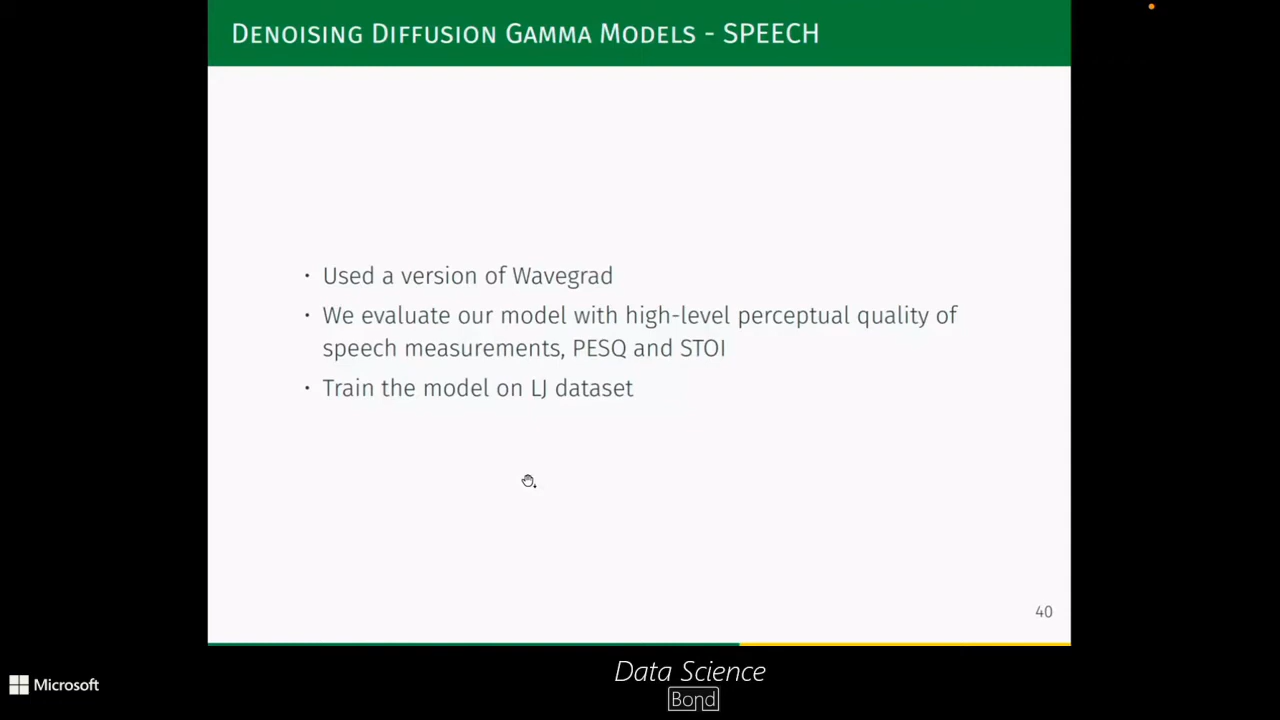 Denoising Diffusion Gamma Models - SPEECH
• Used a version of Wavegrad
• We evaluate our model with high-level perceptual quality of
speech measurements, PESQ and STOI
• Train the model on LJ dataset
40
Microsoft
Data Science
Bond